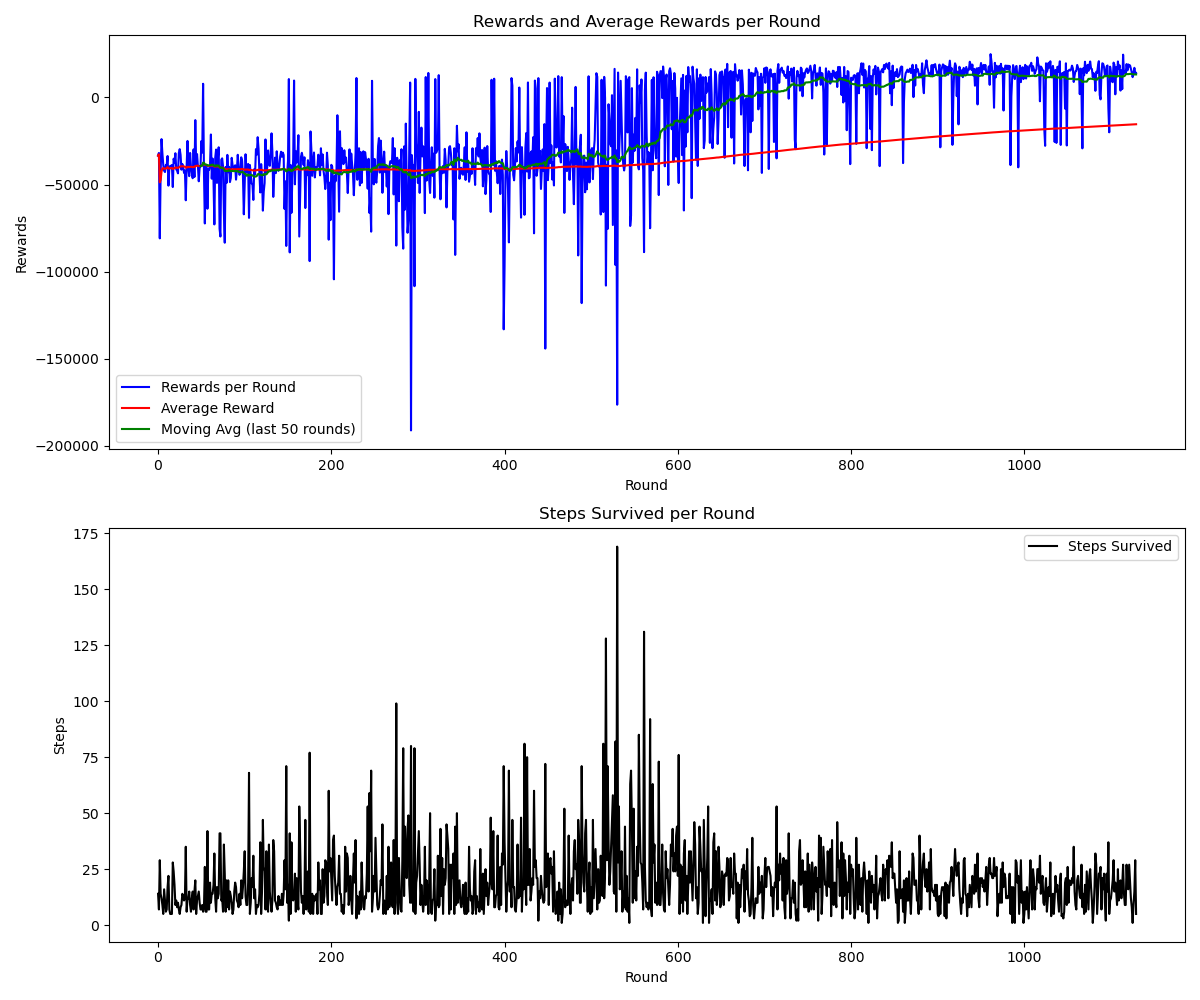 Rewards and Average Rewards per Round
Rewards
0
−50000
−100000
−150000
−200000
Rewards per Round
Average Reward
Moving Avg (last 50 rounds)
0 200 400 600 800 1000
Round
Steps Survived per Round
Steps
175
150
125
100
75
50
25
0
Steps Survived
0 200 400 600 800 1000
Round